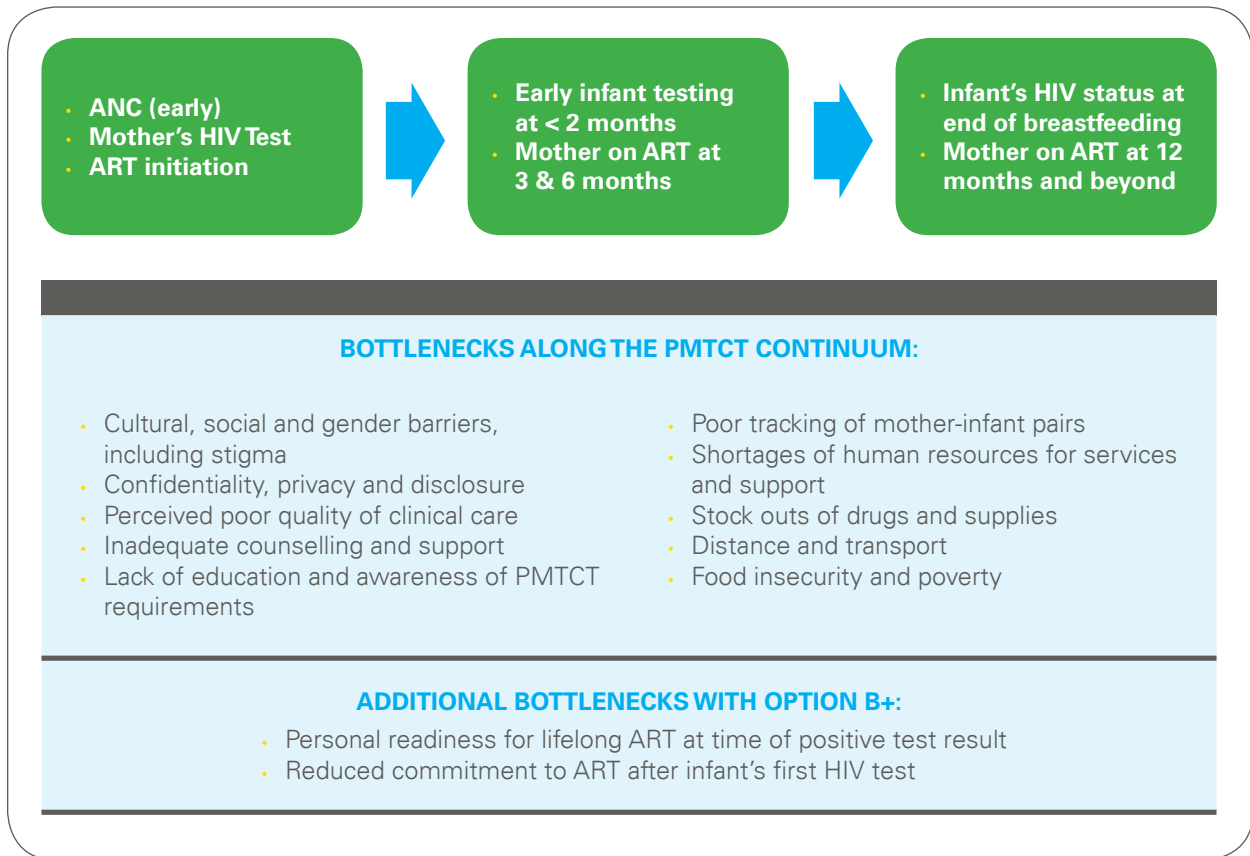 • ANC (early)
• Mother's HIV Test
• ART initiation
• Early infant testing
at < 2 months
• Mother on ART at
3 & 6 months
• Infant's HIV status at
end of breastfeeding
• Mother on ART at 12
months and beyond
BOTTLENECKS ALONG THE PMTCT CONTINUUM:
• Cultural, social and gender barriers,
including stigma
• Confidentiality, privacy and disclosure
• Perceived poor quality of clinical care
• Inadequate counselling and support
• Lack of education and awareness of PMTCT
requirements
• Poor tracking of mother-infant pairs
• Shortages of human resources for services
and support
• Stock outs of drugs and supplies
• Distance and transport
• Food insecurity and poverty
ADDITIONAL BOTTLENECKS WITH OPTION B+:
• Personal readiness for lifelong ART at time of positive test result
• Reduced commitment to ART after infant's first HIV test